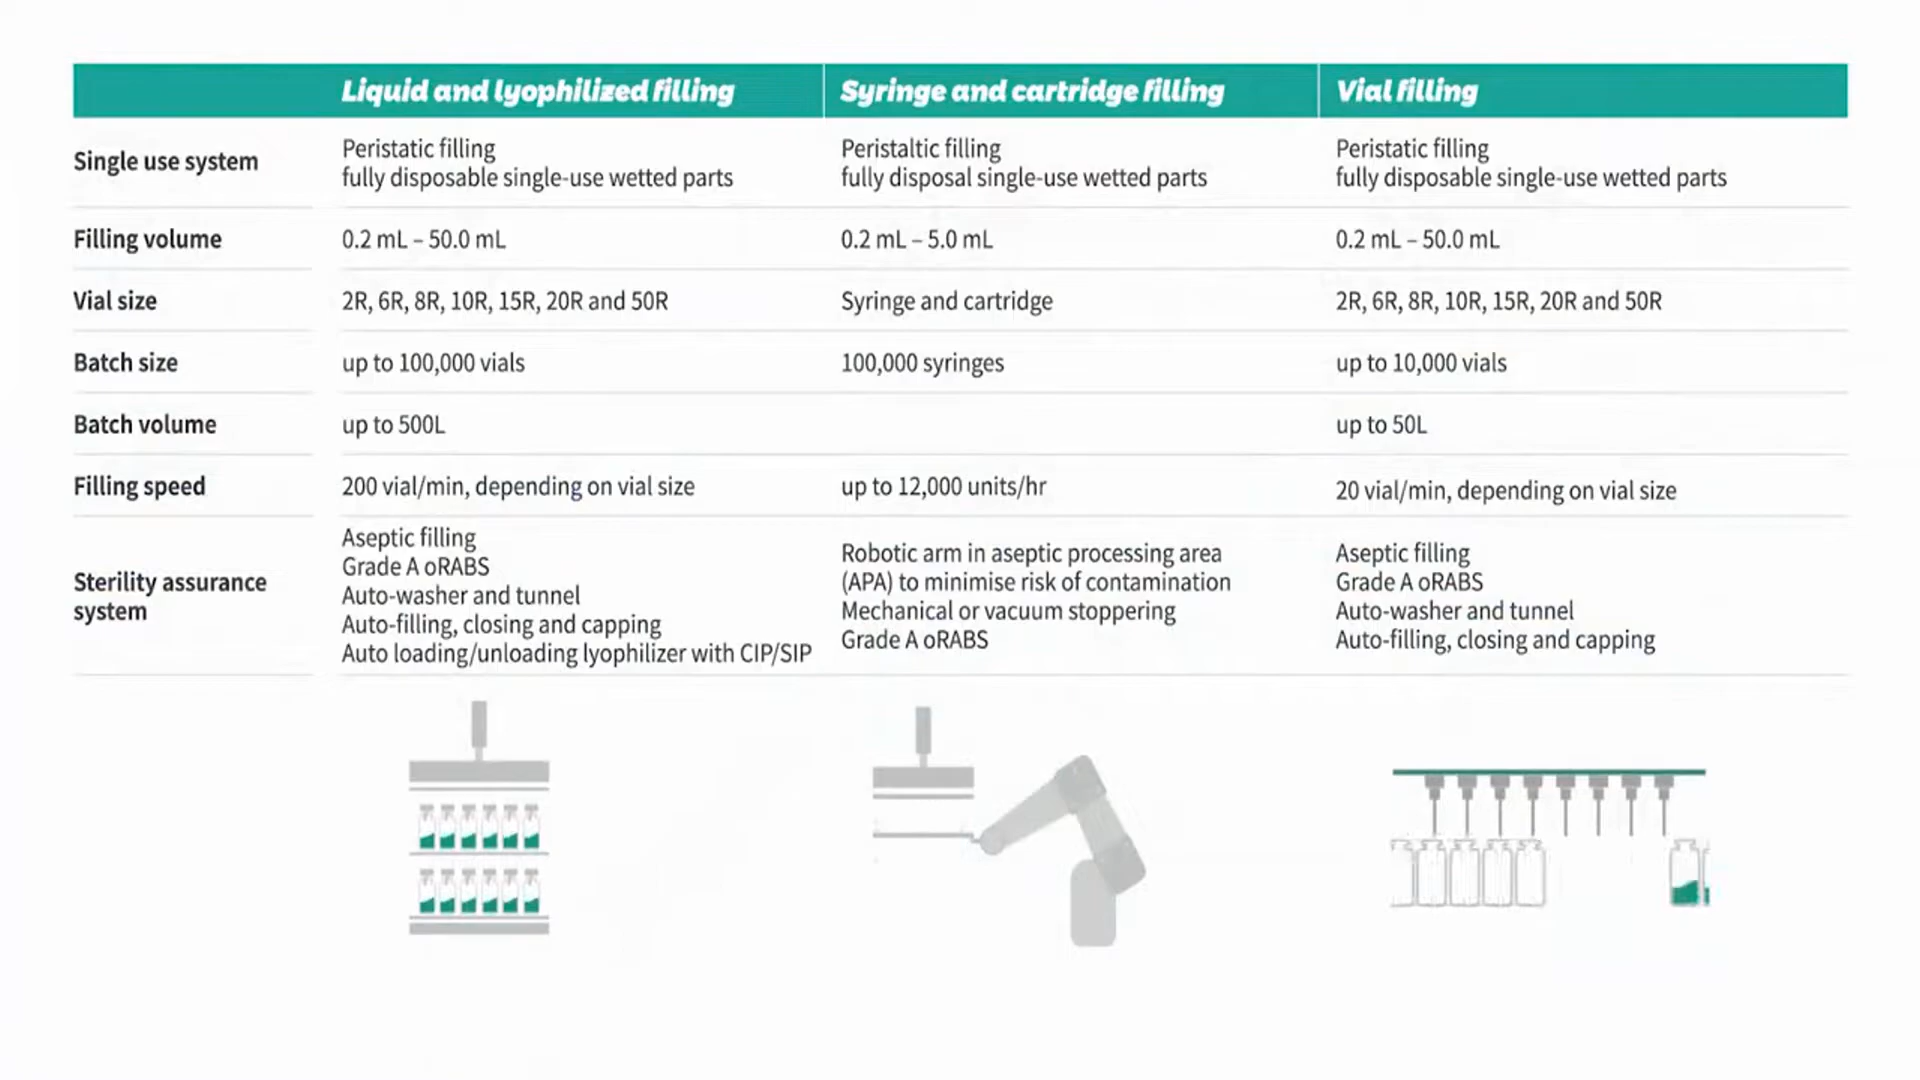 Liquid and lyophilized filling
Syringe and cartridge filling
Vial filling
Single use system
Peristatic filling
fully disposable single-use wetted parts
Peristaltic filling
fully disposal single-use wetted parts
Peristatic filling
fully disposable single-use wetted parts
Filling volume
0.2 mL – 50.0 mL
0.2 mL – 5.0 mL
0.2 mL – 50.0 mL
Vial size
2R, 6R, 8R, 10R, 15R, 20R and 50R
Syringe and cartridge
2R, 6R, 8R, 10R, 15R, 20R and 50R
Batch size
up to 100,000 vials
100,000 syringes
up to 10,000 vials
Batch volume
up to 500L
up to 50L
Filling speed
200 vial/min, depending on vial size
up to 12,000 units/hr
20 vial/min, depending on vial size
Sterility assurance
system
Aseptic filling
Grade A oRABS
Auto-washer and tunnel
Auto-filling, closing and capping
Auto loading/unloading lyophilizer with CIP/SIP
Robotic arm in aseptic processing area
(APA) to minimise risk of contamination
Mechanical or vacuum stoppering
Grade A oRABS
Aseptic filling
Grade A oRABS
Auto-washer and tunnel
Auto-filling, closing and capping